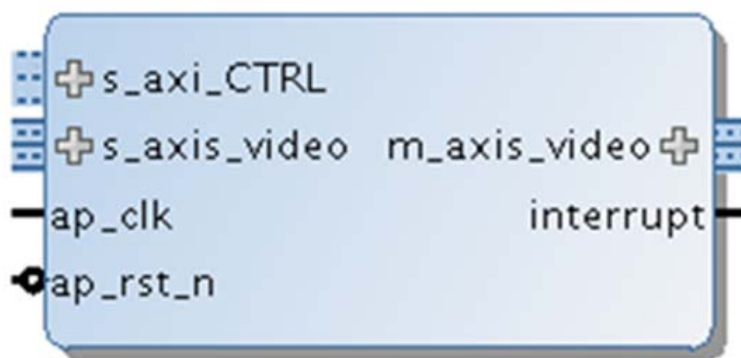 s_axi_CTRL
s_axis_video m_axis_video
ap_clk interrupt
ap_rst_n